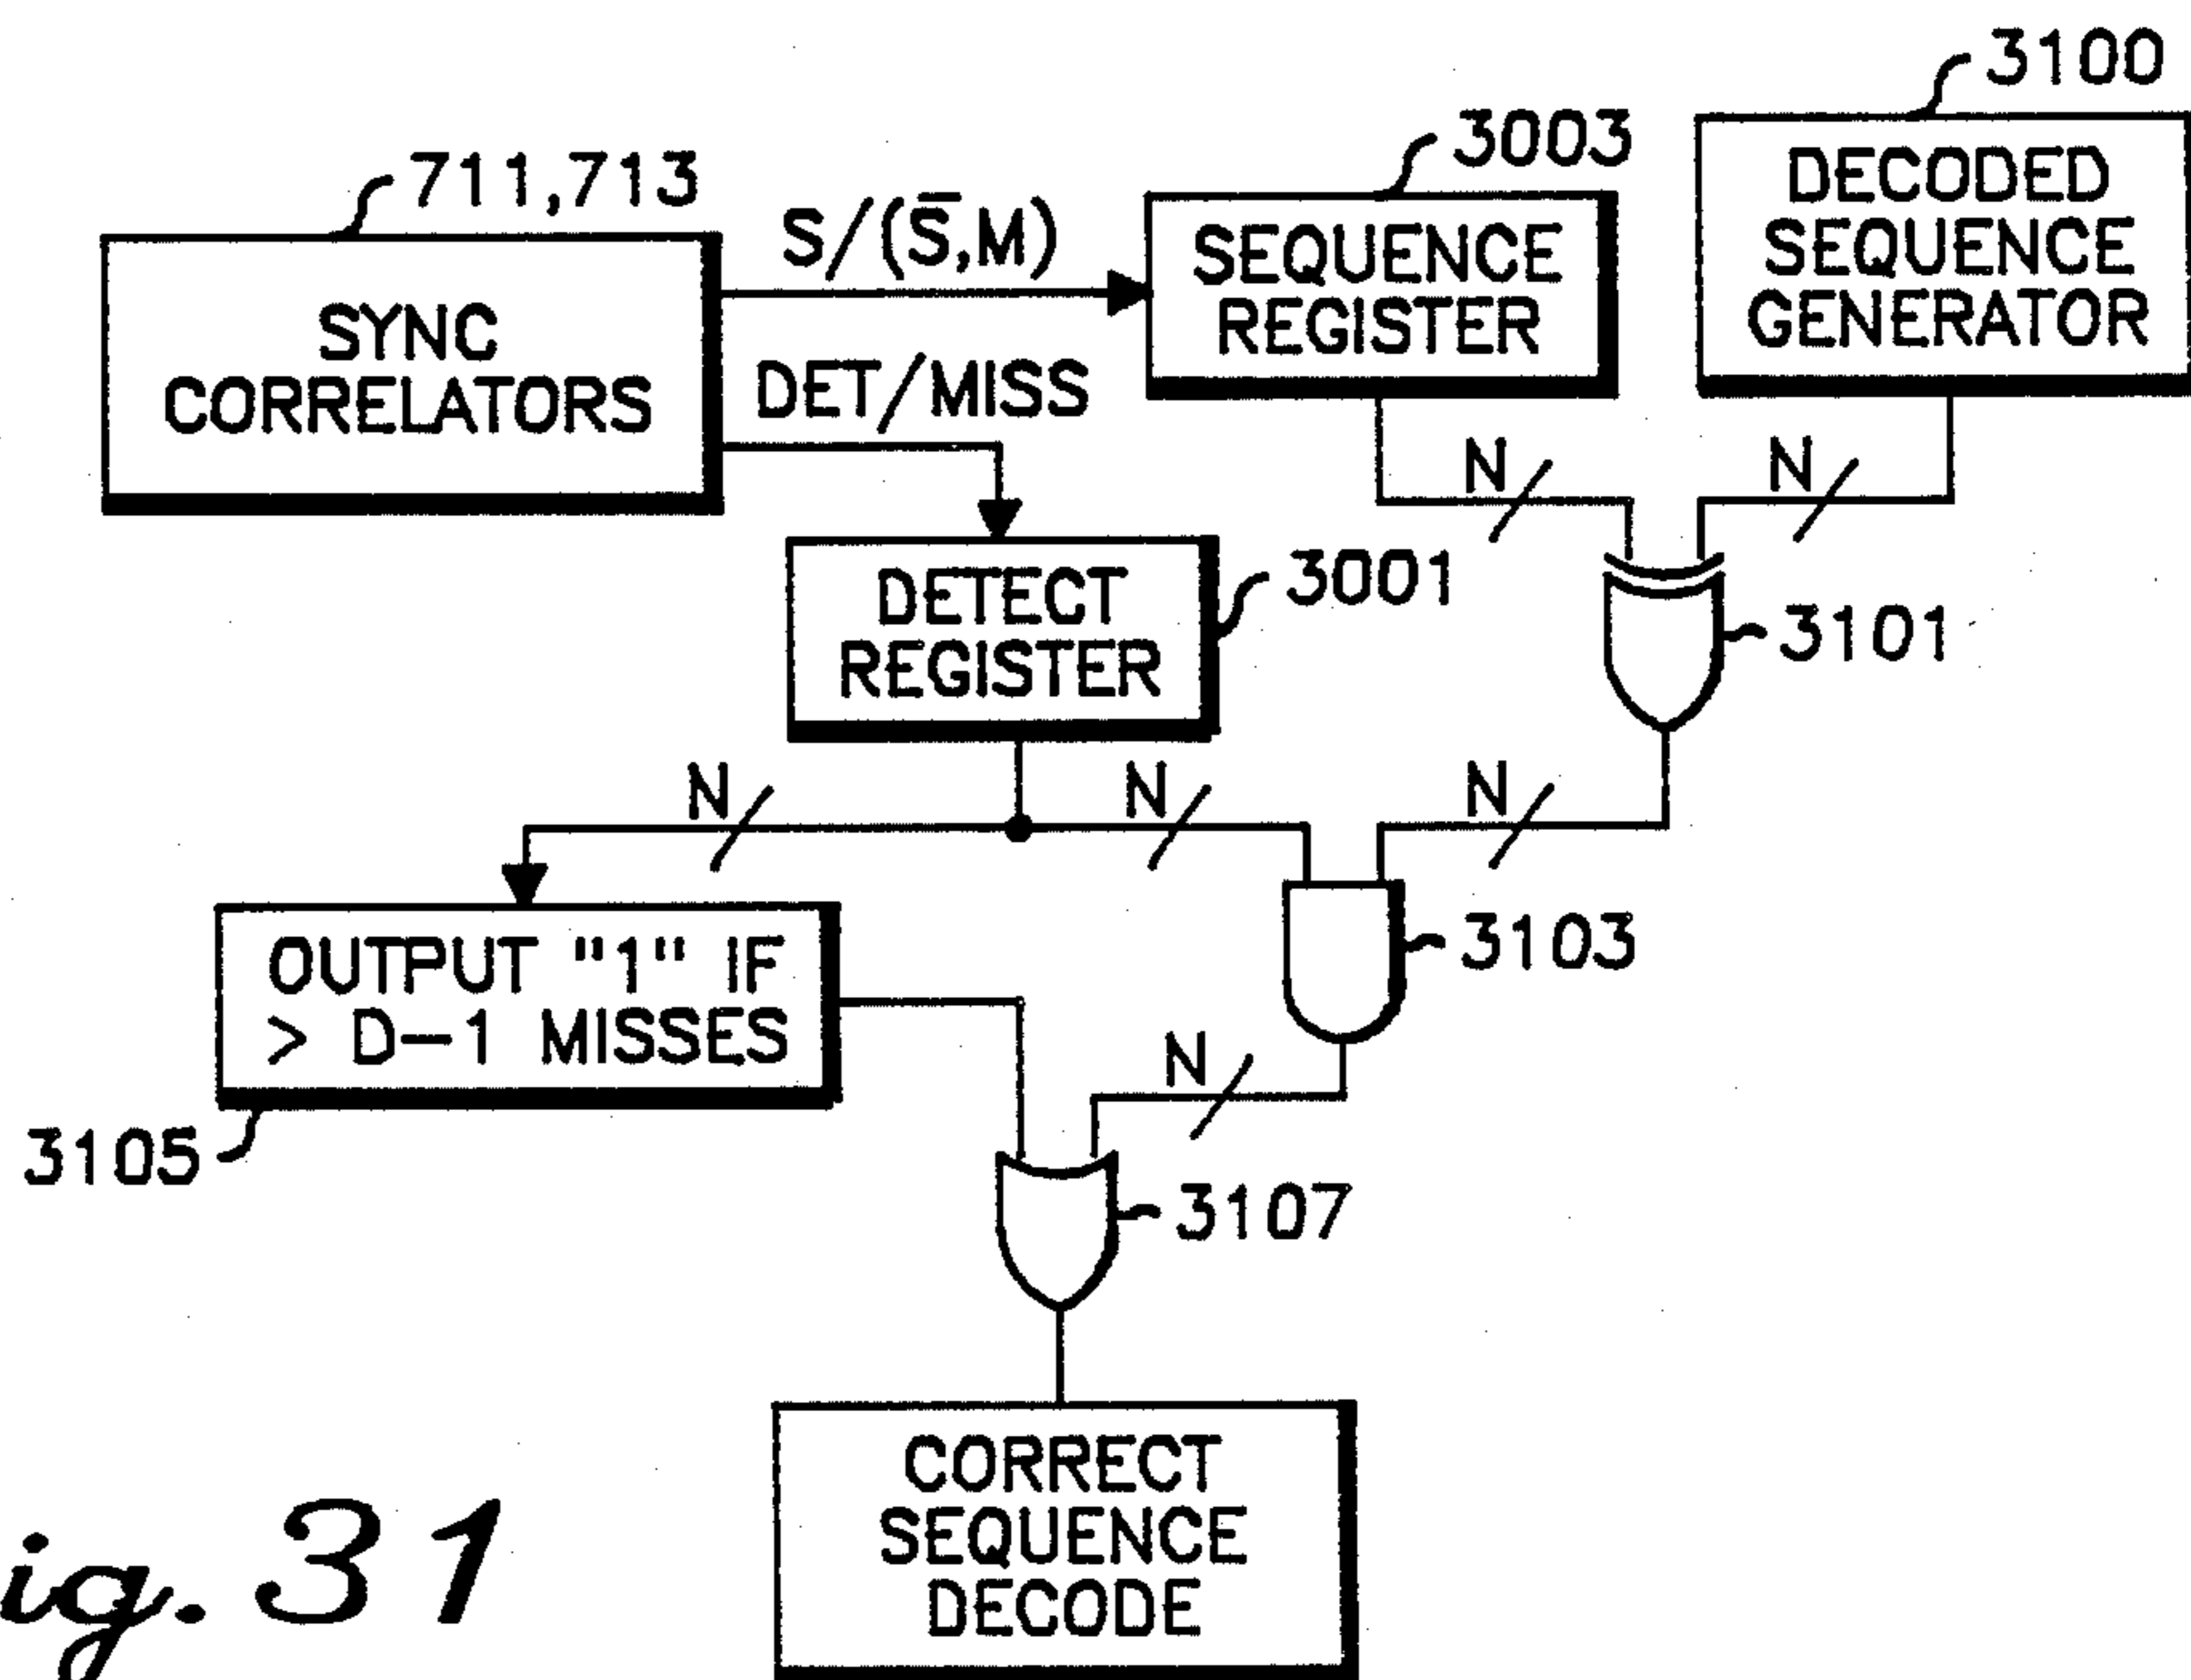 3100
3003
711,713
DECODED
SEQUENCE
GENERATOR
S/(S̅,M)
SEQUENCE
REGISTER
SYNC
CORRELATORS
DET/MISS
N
N
DETECT
REGISTER
3001
3101
N
N
N
OUTPUT "1" IF
> D-1 MISSES
3103
N
3105
3107
CORRECT
SEQUENCE
DECODE
ig. 31